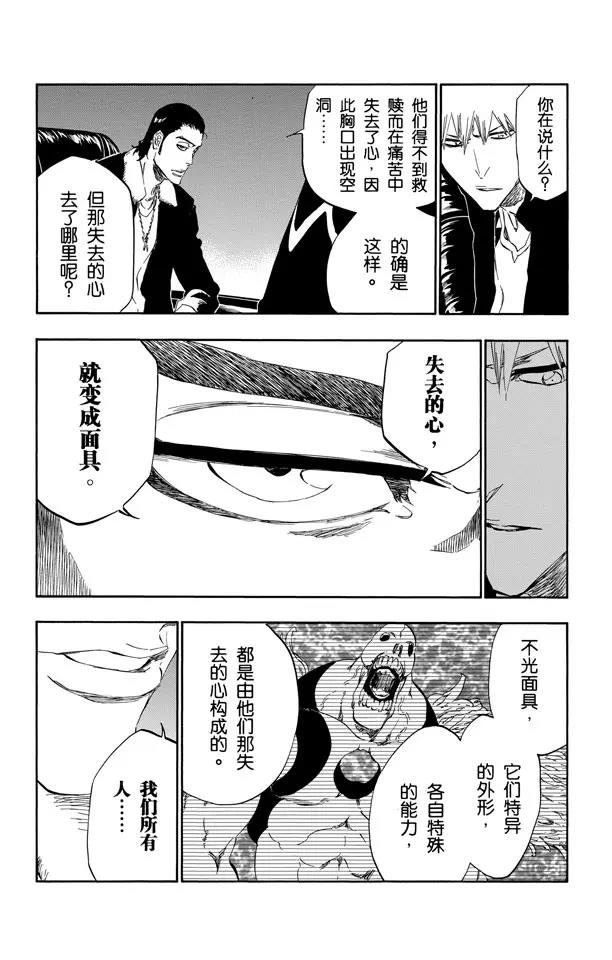 你在说什么?
他们得不到救
赎而在痛苦中
失去了心，因
此胸口出现空
洞……
的确是
这样。
但那失去的心
去了哪里呢?
失去的心，
就变成面具。
不光面具，
它们特异
的外形，
各自特殊
的能力，
都是由他们那失
去的心构成的。
我们所有
人……